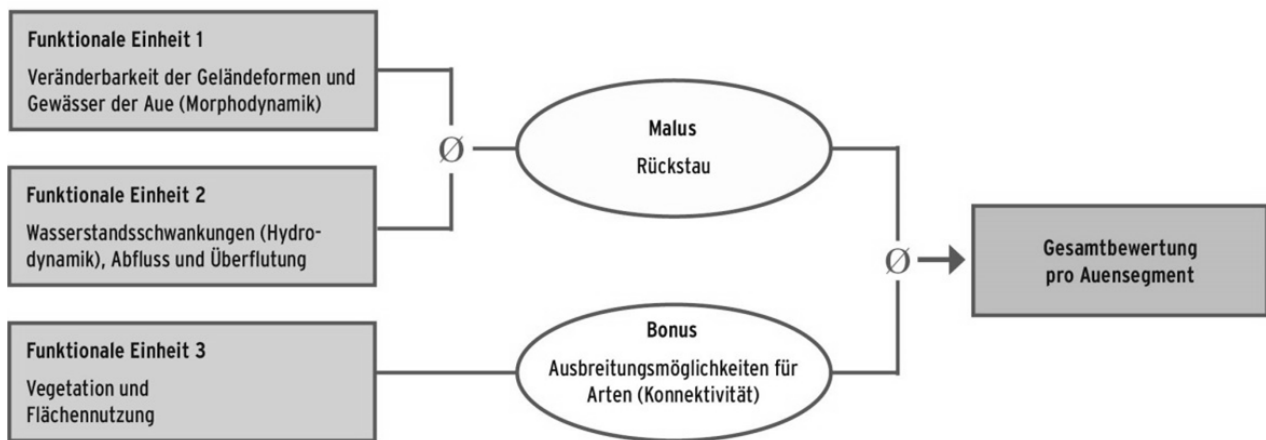 Funktionale Einheit 1
Veränderbarkeit der Geländeformen und
Gewässer der Aue (Morphodynamik)
Ø
Malus
Rückstau
Funktionale Einheit 2
Wasserstandsschwankungen (Hydro-
dynamik), Abfluss und Überflutung
Ø
Gesamtbewertung
pro Auensegment
Funktionale Einheit 3
Vegetation und
Flächennutzung
Bonus
Ausbreitungsmöglichkeiten für
Arten (Konnektivität)